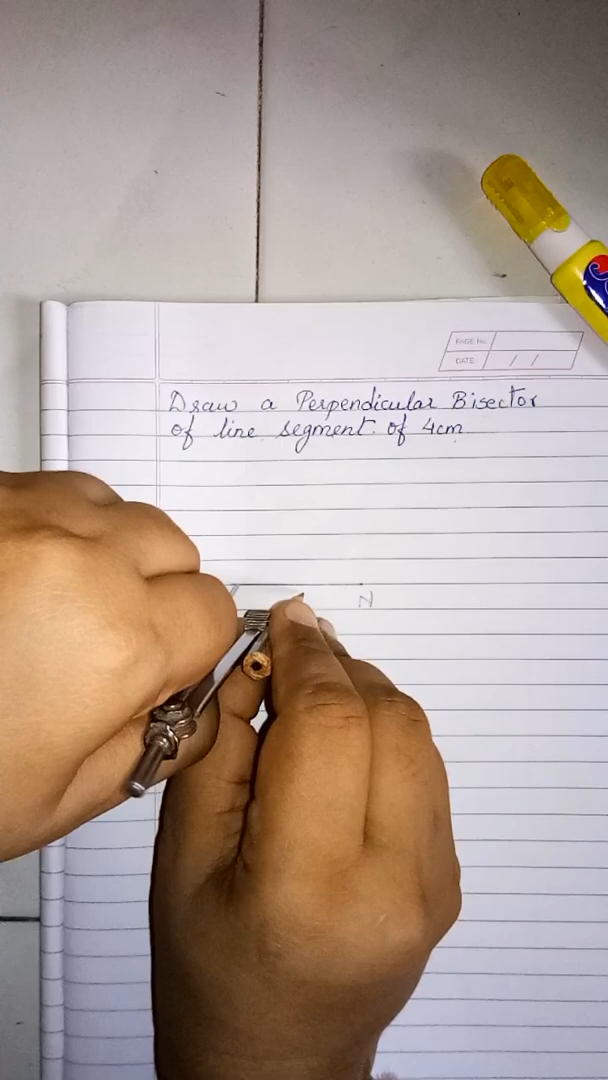 PAGE No.
DATE / /
Draw a Perpendicular Bisector
of line segment. of 4cm
N